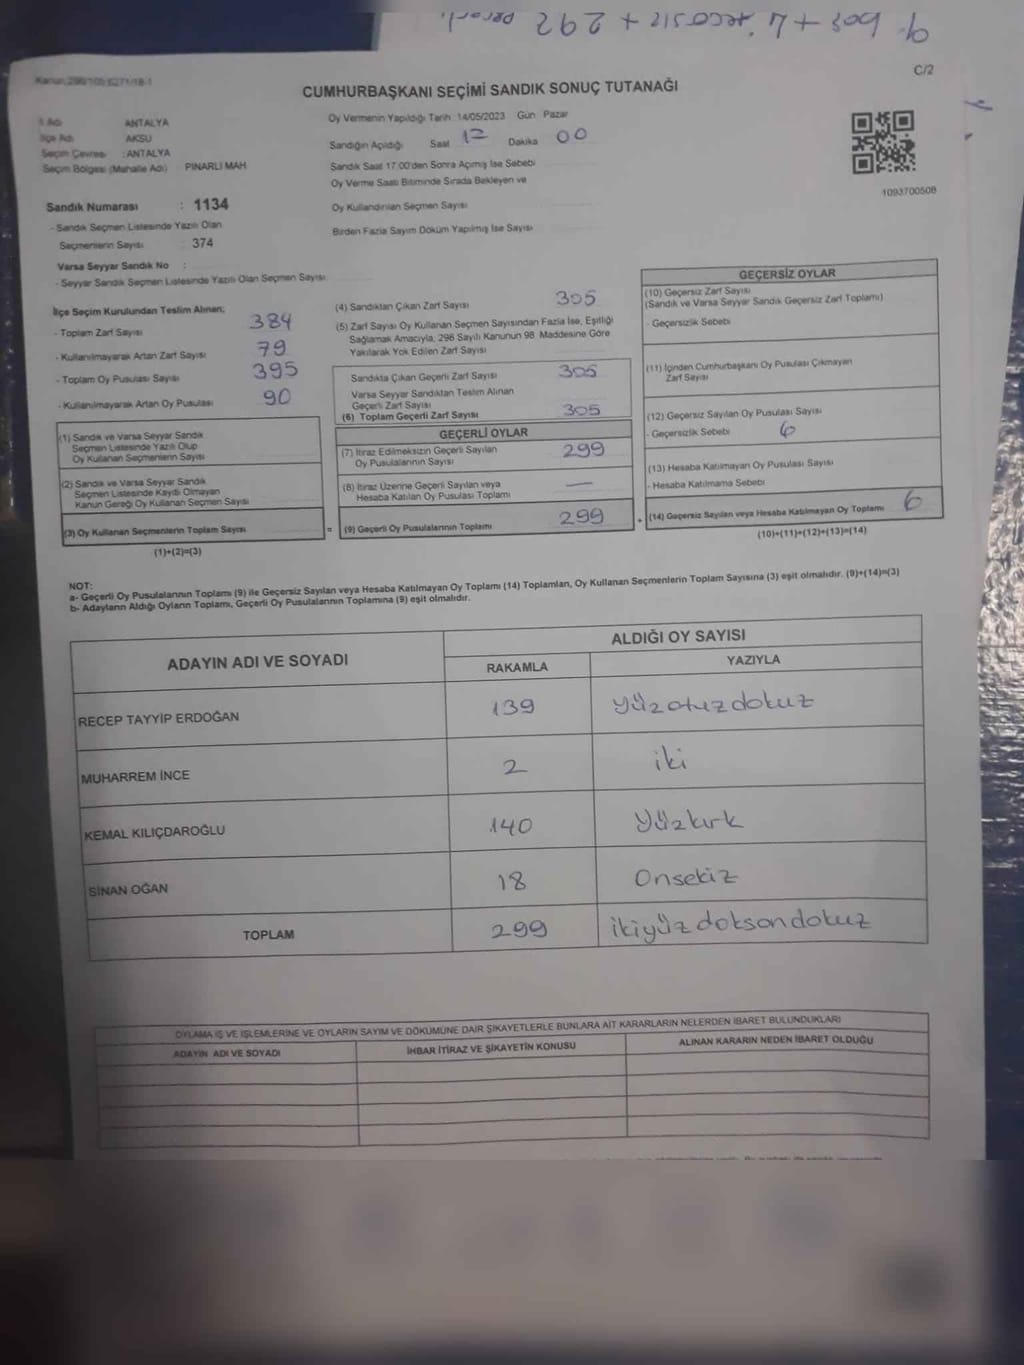 9 boş + 4 geçersiz + 292
Kanun:298/105 6271/18-1
C/2
CUMHURBAŞKANI SEÇİMİ SANDIK SONUÇ TUTANAĞI
İl Adı ANTALYA
İlçe Adı AKSU
Seçim Çevresi :ANTALYA
Seçim Bölgesi (Mahalle Adı) PINARLI MAH
Sandık Numarası : 1134
- Sandık Seçmen Listesinde Yazılı Olan
Seçmenlerin Sayısı 374
Varsa Seyyar Sandık No :
- Seyyar Sandık Seçmen Listesinde Yazılı Olan Seçmen Sayısı
Oy Vermenin Yapıldığı Tarih 14/05/2023 Gün Pazar
Sandığın Açıldığı Saat 17 Dakika 00
Sandık Saat 17:00'den Sonra Açımış İse Sebebi
Oy Verme Saati Bitiminde Sırada Bekleyen ve
Oy Kullandırılan Seçmen Sayısı
Birden Fazla Sayım Döküm Yapılmış İse Sayısı
1093700508
İlçe Seçim Kurulundan Teslim Alınan;
- Toplam Zarf Sayısı 384
- Kullanılmayarak Artan Zarf Sayısı 79
- Toplam Oy Pusulası Sayısı 395
- Kullanılmayarak Artan Oy Pusulası 90
(1) Sandık ve Varsa Seyyar Sandık
Seçmen Listesinde Yazılı Olup
Oy Kullanan Seçmenlerin Sayısı
(2) Sandık ve Varsa Seyyar Sandık
Seçmen Listesinde Kayıtlı Olmayan
Kanun Gereği Oy Kullanan Seçmen Sayısı
(3) Oy Kullanan Seçmenlerin Toplam Sayısı
(1)+(2)=(3)
(4) Sandıktan Çıkan Zarf Sayısı 305
(5) Zarf Sayısı Oy Kullanan Seçmen Sayısından Fazla İse, Eşitliği
Sağlamak Amacıyla, 298 Sayılı Kanunun 98. Maddesine Göre
Yakılarak Yok Edilen Zarf Sayısı
Sandıkta Çıkan Geçerli Zarf Sayısı 305
Varsa Seyyar Sandıktan Teslim Alınan
Geçerli Zarf Sayısı
(6) Toplam Geçerli Zarf Sayısı 305
GEÇERLİ OYLAR
(7) İtiraz Edilmeksizin Geçerli Sayılan
Oy Pusulalarının Sayısı 299
(8) İtiraz Üzerine Geçerli Sayılan veya
Hesaba Katılan Oy Pusulası Toplamı —
= (9) Geçerli Oy Pusulalarının Toplamı 299
GEÇERSİZ OYLAR
(10) Geçersiz Zarf Sayısı
(Sandık ve Varsa Seyyar Sandık Geçersiz Zarf Toplamı)
- Geçersizlik Sebebi
(11) İçinden Cumhurbaşkanı Oy Pusulası Çıkmayan
Zarf Sayısı
(12) Geçersiz Sayılan Oy Pusulası Sayısı
- Geçersizlik Sebebi 6
(13) Hesaba Katılmayan Oy Pusulası Sayısı
- Hesaba Katılmama Sebebi
+ (14) Geçersiz Sayılan veya Hesaba Katılmayan Oy Toplamı 6
(10)+(11)+(12)+(13)=(14)
NOT:
a- Geçerli Oy Pusulalarının Toplamı (9) ile Geçersiz Sayılan veya Hesaba Katılmayan Oy Toplamı (14) Toplamları, Oy Kullanan Seçmenlerin Toplam Sayısına (3) eşit olmalıdır. (9)+(14)=(3)
b- Adayların Aldığı Oyların Toplamı, Geçerli Oy Pusulalarının Toplamına (9) eşit olmalıdır.
ADAYIN ADI VE SOYADI
ALDIĞI OY SAYISI
RAKAMLA YAZIYLA
RECEP TAYYİP ERDOĞAN 139 yüzotuzdokuz
MUHARREM İNCE 2 iki
KEMAL KILIÇDAROĞLU 140 yüzkırk
SİNAN OĞAN 18 Onsekiz
TOPLAM 299 ikiyüzdoksandokuz
OYLAMA İŞ VE İŞLEMLERİNE VE OYLARIN SAYIM VE DÖKÜMÜNE DAİR ŞİKAYETLERLE BUNLARA AİT KARARLARIN NELERDEN İBARET BULUNDUKLARI
ADAYIN ADI VE SOYADI İHBAR İTİRAZ VE ŞİKAYETİN KONUSU ALINAN KARARIN NEDEN İBARET OLDUĞU